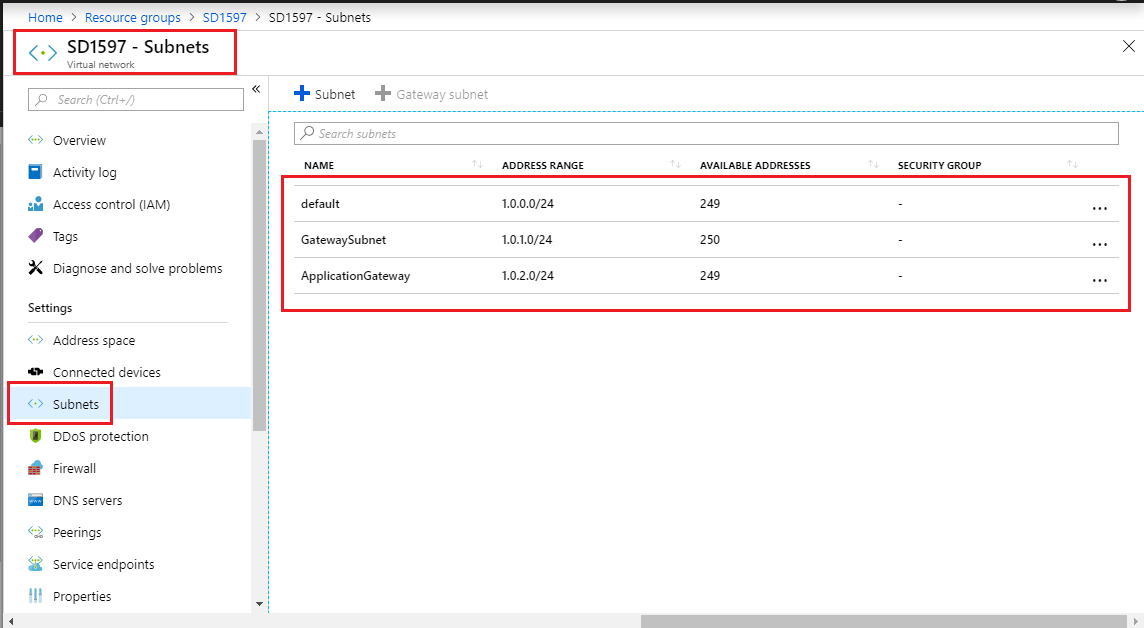 Home > Resource groups > SD1597 > SD1597 - Subnets
SD1597 - Subnets
Virtual network
Search (Ctrl+/)
Overview
Activity log
Access control (IAM)
Tags
Diagnose and solve problems
Settings
Address space
Connected devices
Subnets
DDoS protection
Firewall
DNS servers
Peerings
Service endpoints
Properties
Subnet Gateway subnet
Search subnets
NAME ADDRESS RANGE AVAILABLE ADDRESSES SECURITY GROUP
default 1.0.0.0/24 249 - ...
GatewaySubnet 1.0.1.0/24 250 - ...
ApplicationGateway 1.0.2.0/24 249 - ...